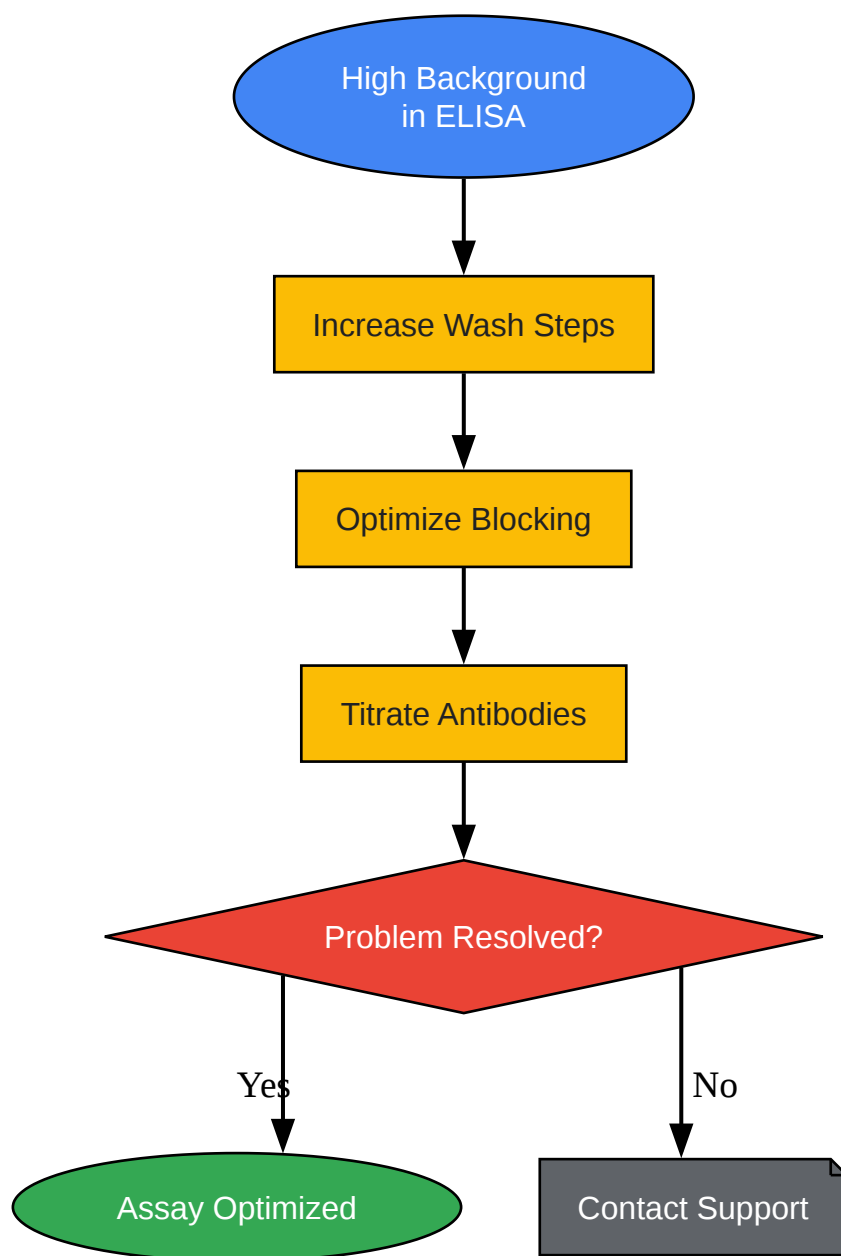 High Background
in ELISA
Increase Wash Steps
Optimize Blocking
Titrate Antibodies
Problem Resolved?
Yes
No
Assay Optimized
Contact Support